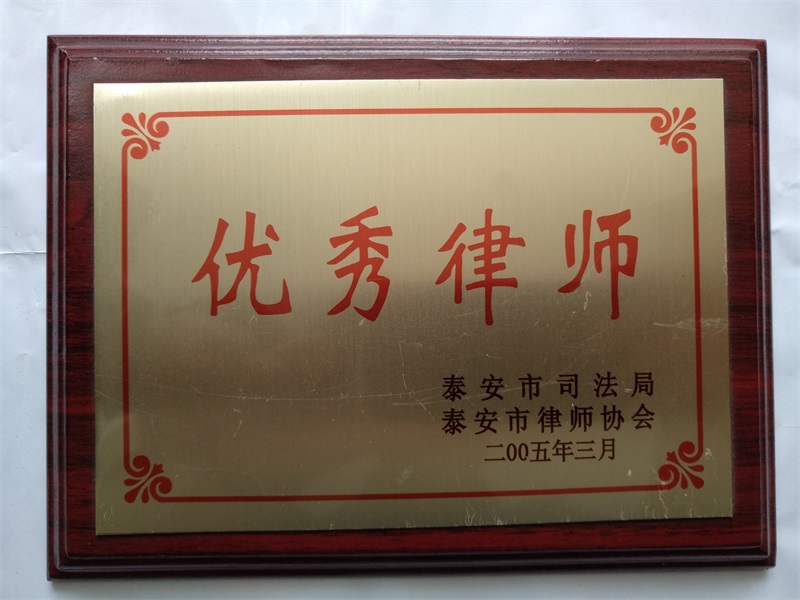 优秀律师
泰安市司法局
泰安市律师协会
二00五年三月